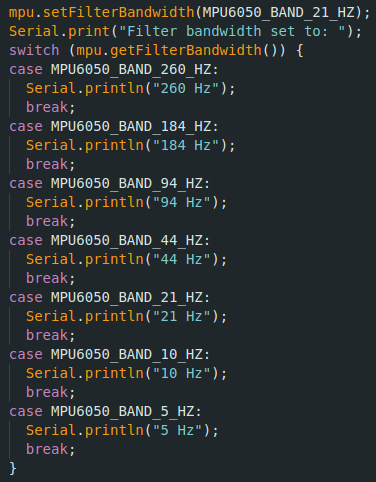 mpu.setFilterBandwidth(MPU6050_BAND_21_HZ);
Serial.print("Filter bandwidth set to: ");
switch (mpu.getFilterBandwidth()) {
case MPU6050_BAND_260_HZ:
  Serial.println("260 Hz");
  break;
case MPU6050_BAND_184_HZ:
  Serial.println("184 Hz");
  break;
case MPU6050_BAND_94_HZ:
  Serial.println("94 Hz");
  break;
case MPU6050_BAND_44_HZ:
  Serial.println("44 Hz");
  break;
case MPU6050_BAND_21_HZ:
  Serial.println("21 Hz");
  break;
case MPU6050_BAND_10_HZ:
  Serial.println("10 Hz");
  break;
case MPU6050_BAND_5_HZ:
  Serial.println("5 Hz");
  break;
}